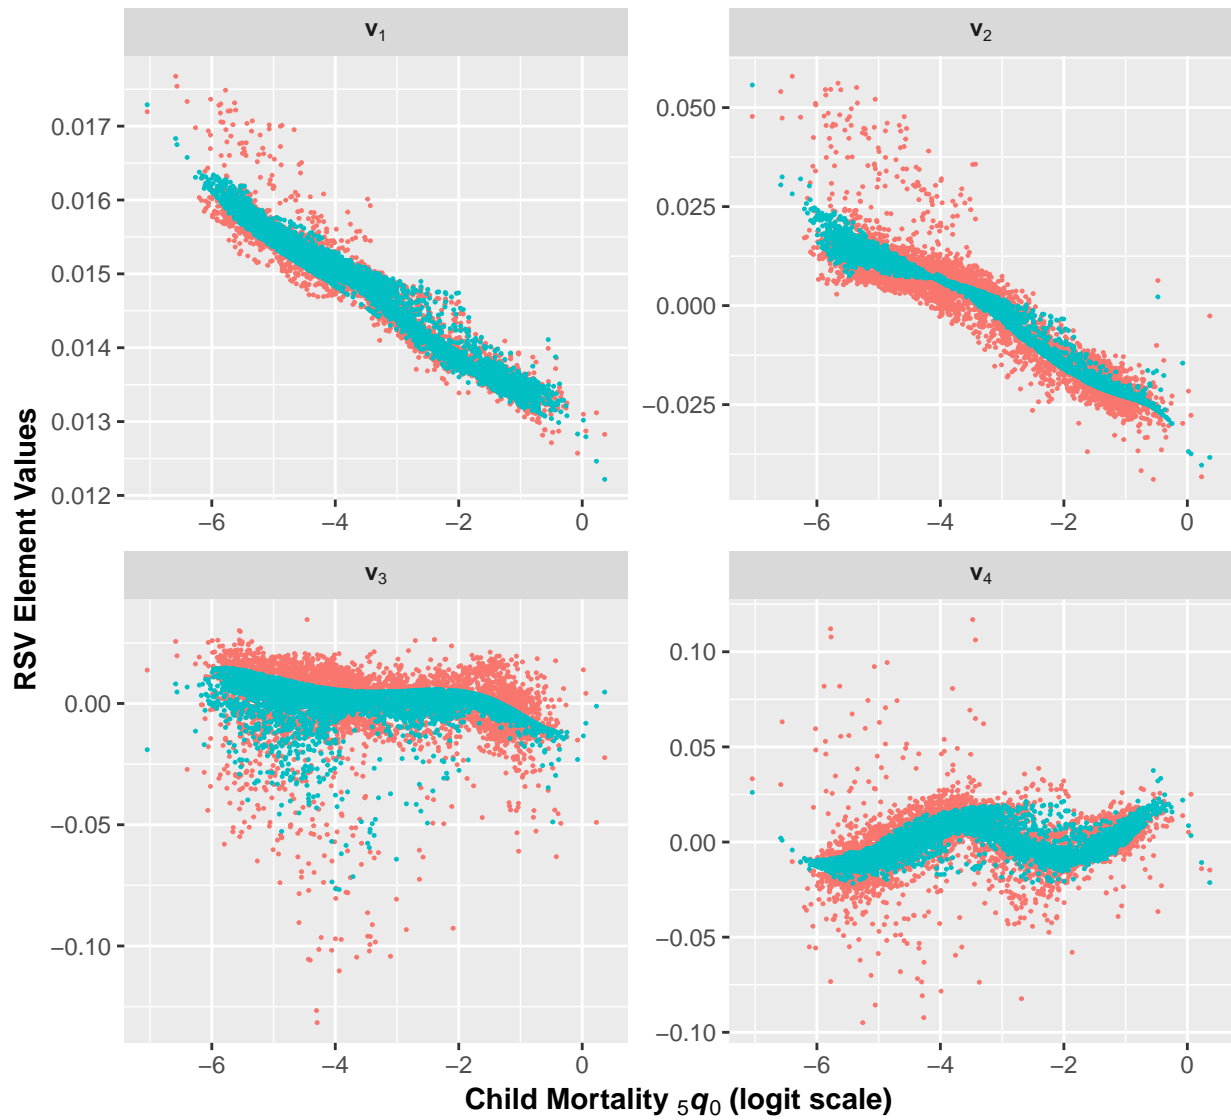 v₁
v₂
0.017
0.016
0.015
0.014
0.013
0.012
0.050
0.025
0.000
−0.025
−6 −4 −2 0
−6 −4 −2 0
v₃
v₄
0.00
−0.05
−0.10
0.10
0.05
0.00
−0.05
−0.10
−6 −4 −2 0
−6 −4 −2 0
RSV Element Values
Child Mortality ₅q₀ (logit scale)